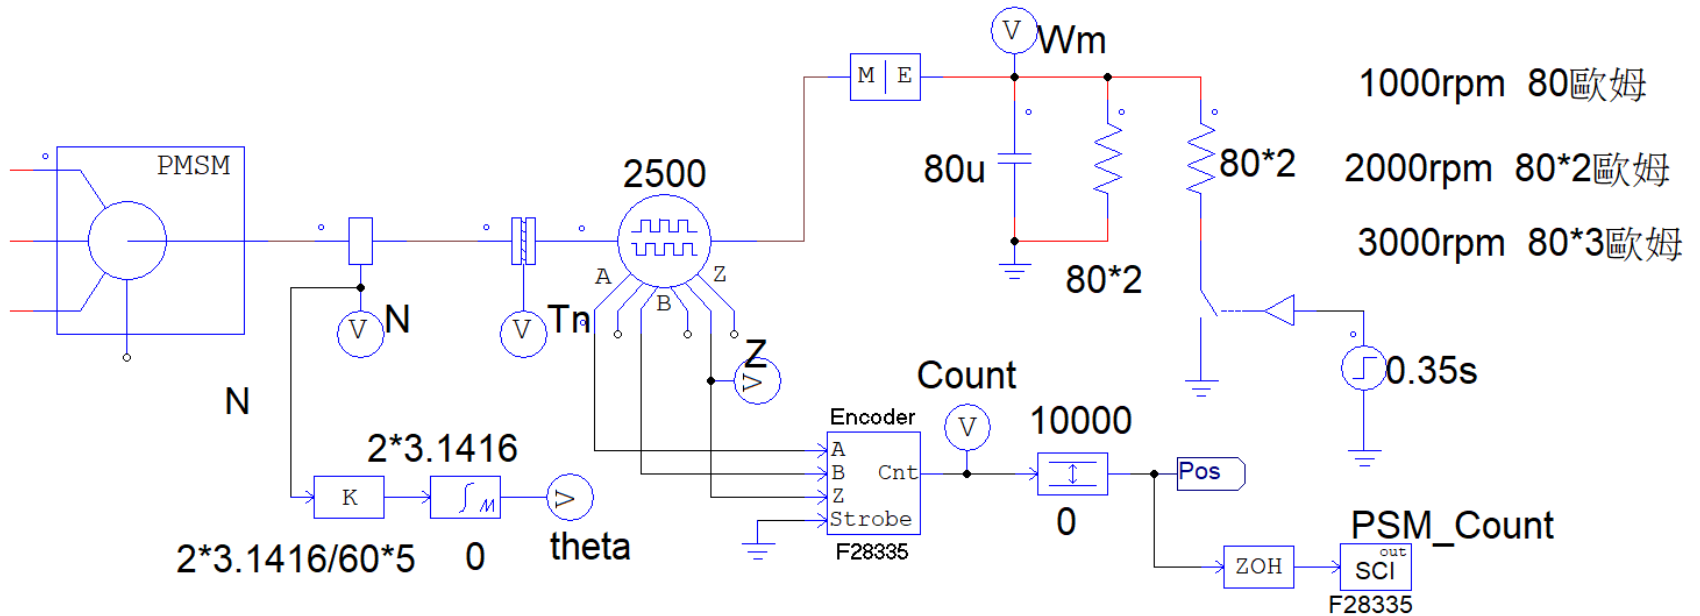 Wm
M E
1000rpm 80歐姆
PMSM
2500
80u
80*2
2000rpm 80*2歐姆
3000rpm 80*3歐姆
A
B
Z
80*2
V
N
V
Tn
Z
V
V
0.35s
N
Count
V
10000
Encoder
2*3.1416
A
B
Z
Strobe
Cnt
Pos
K
∫M
V
theta
F28335
0
2*3.1416/60*5
0
PSM_Count
ZOH
out
SCI
F28335